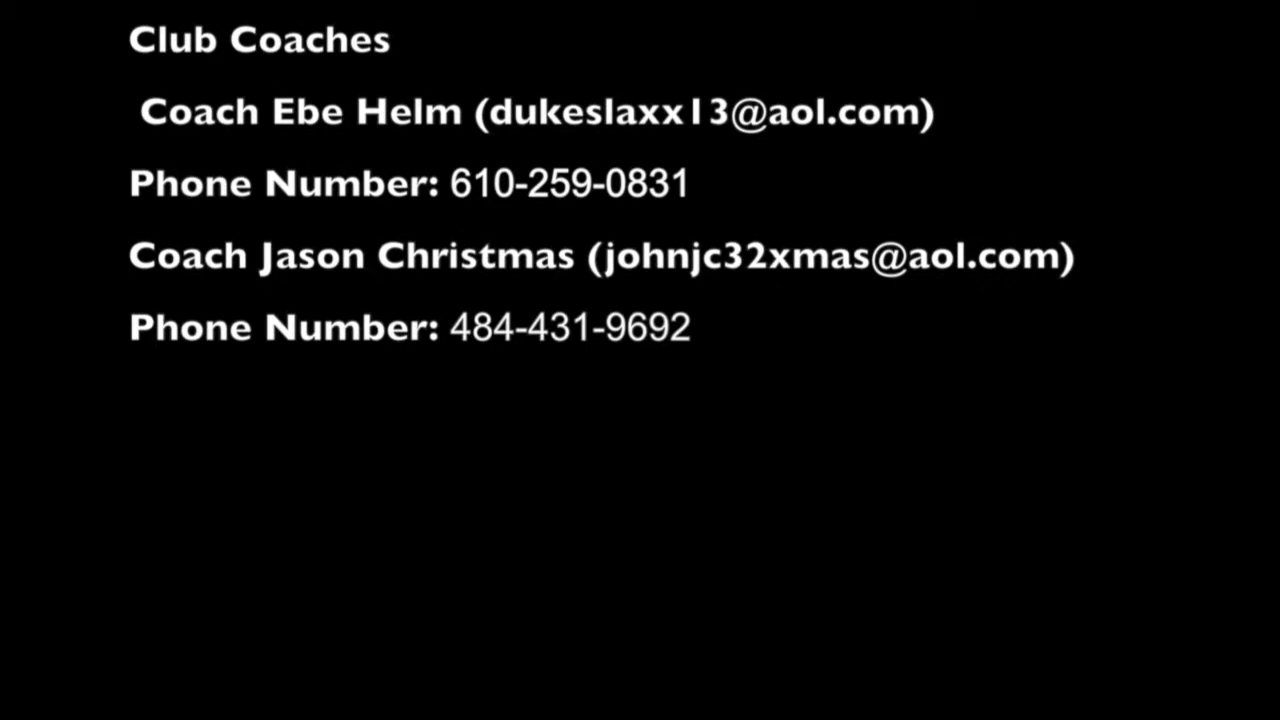 Club Coaches
Coach Ebe Helm (dukeslaxx13@aol.com)
Phone Number: 610-259-0831
Coach Jason Christmas (johnjc32xmas@aol.com)
Phone Number: 484-431-9692